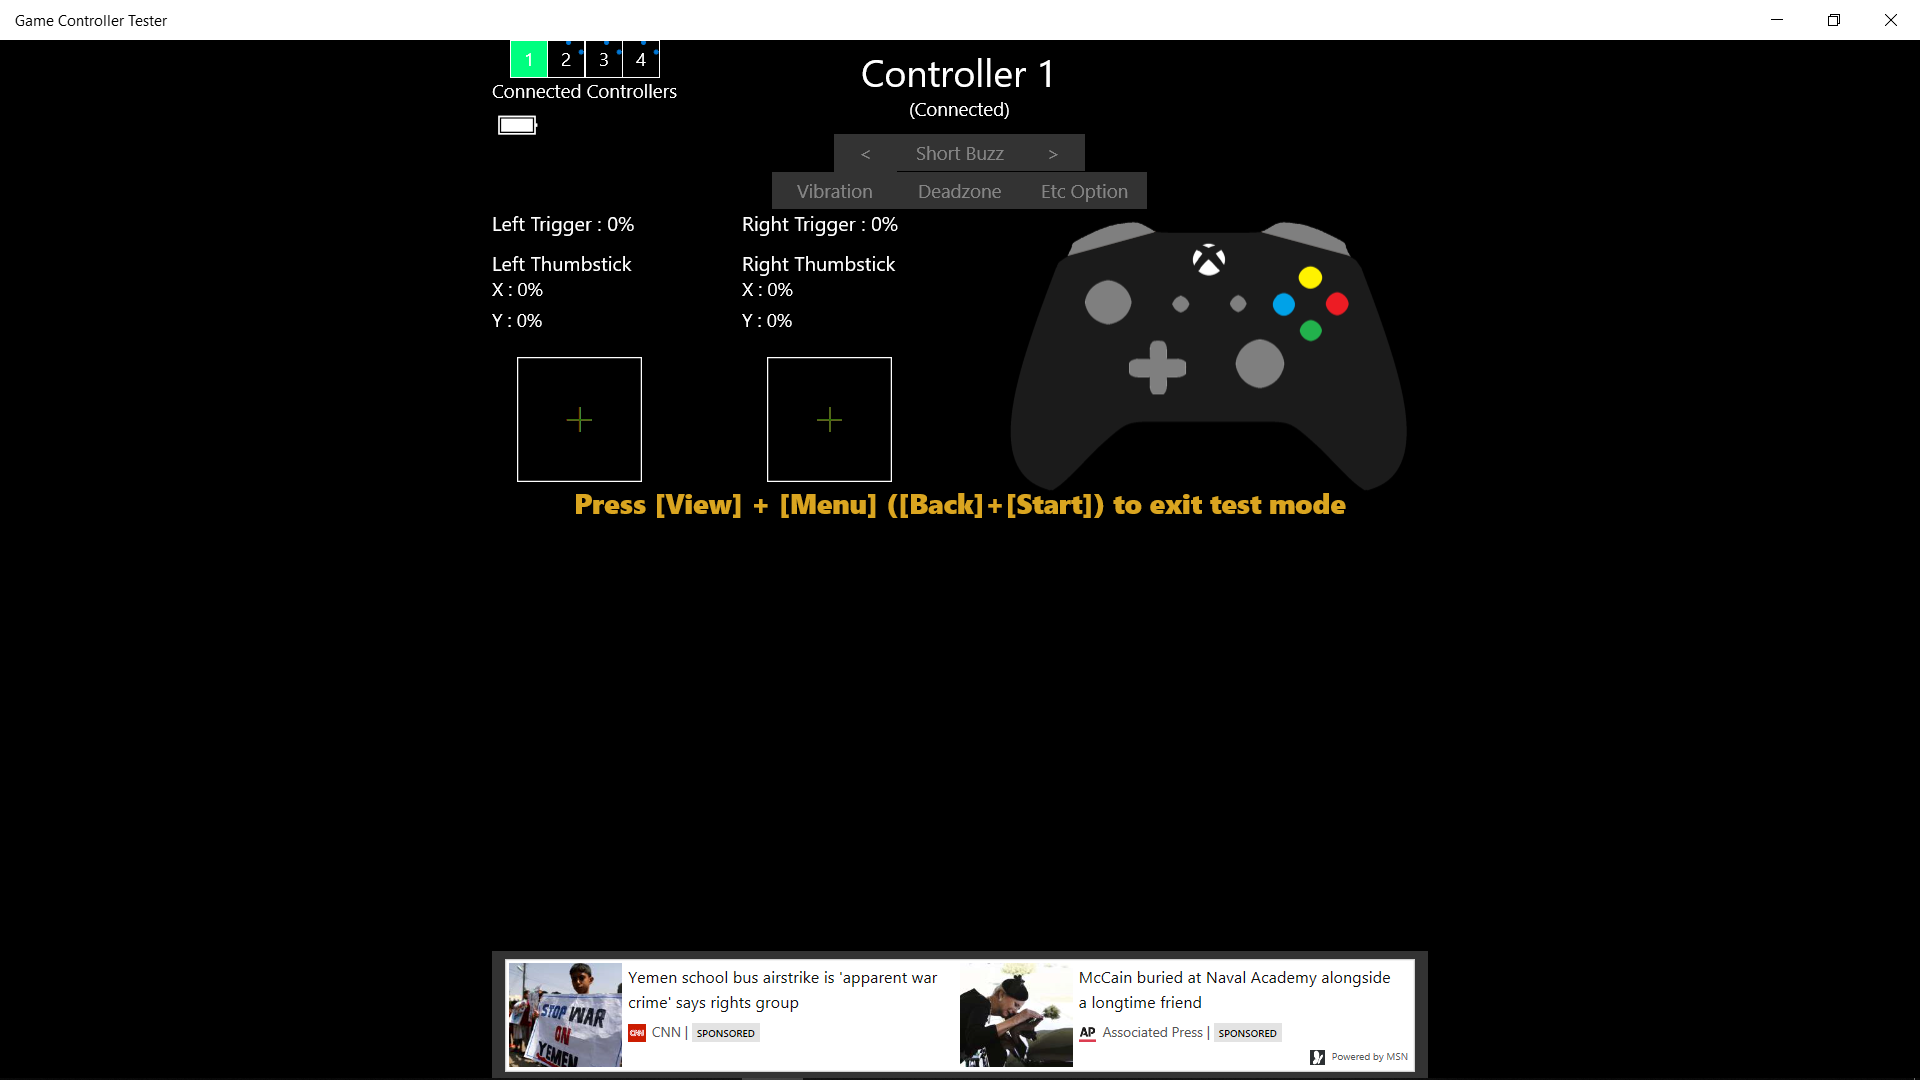 Game Controller Tester
1 2 3 4
Connected Controllers
Controller 1
(Connected)
< Short Buzz >
Vibration Deadzone Etc Option
Left Trigger : 0%
Left Thumbstick
X : 0%
Y : 0%
Right Trigger : 0%
Right Thumbstick
X : 0%
Y : 0%
Press [View] + [Menu] ([Back]+[Start]) to exit test mode
STOP WAR
ON
YEMEN
Yemen school bus airstrike is 'apparent war
crime' says rights group
CNN CNN | SPONSORED
McCain buried at Naval Academy alongside
a longtime friend
AP Associated Press | SPONSORED
Powered by MSN